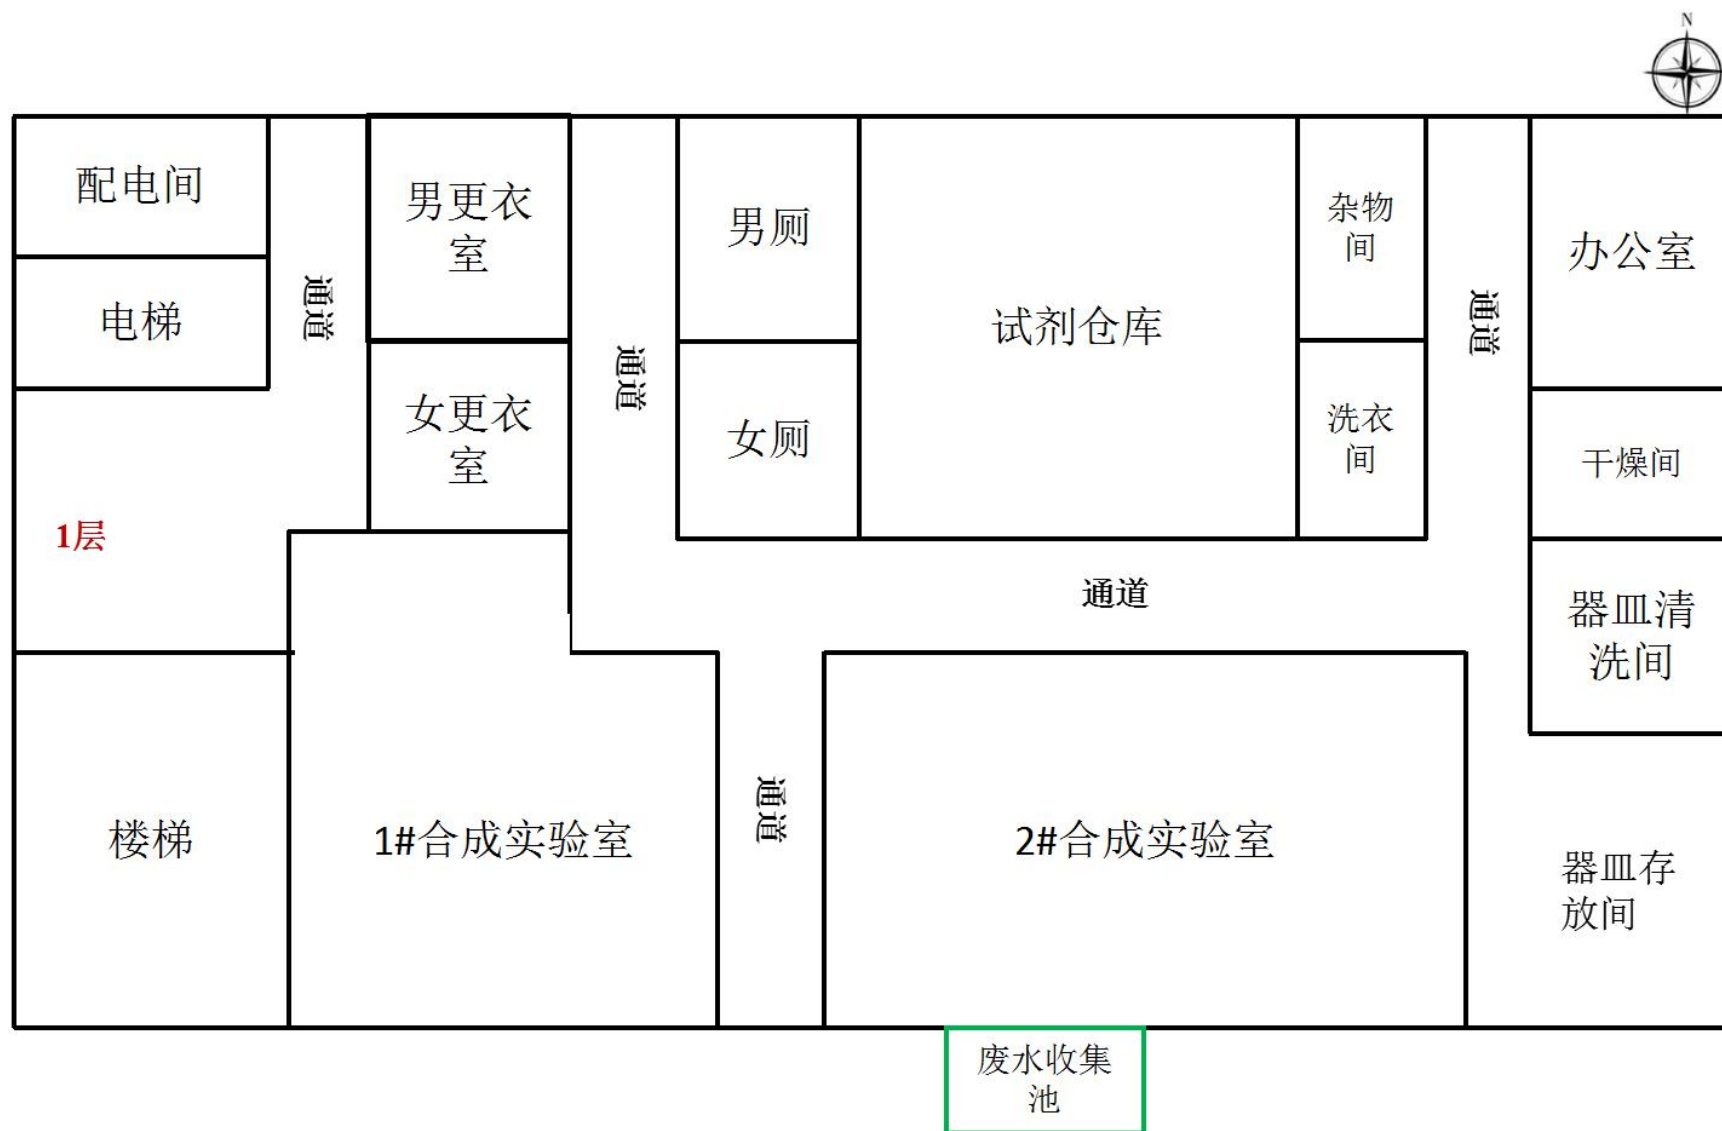 N
配电间
电梯
通道
男更衣
室
女更衣
室
通道
男厕
女厕
试剂仓库
杂物
间
洗衣
间
通道
办公室
干燥间
1层
通道
器皿清
洗间
楼梯
1#合成实验室
通道
2#合成实验室
器皿存
放间
废水收集
池